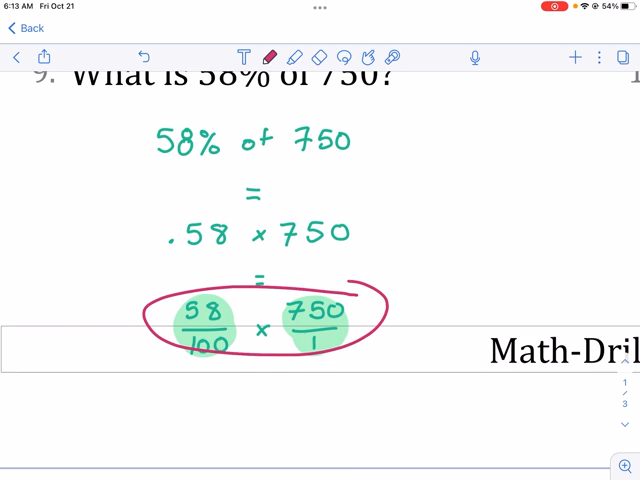 6:13 AM Fri Oct 21
54%
Back
T
9. What is 58% of 750?
1
58% of 750
=
.58 × 750
=
58/100 × 750/1
Math-Dril
1
/
3